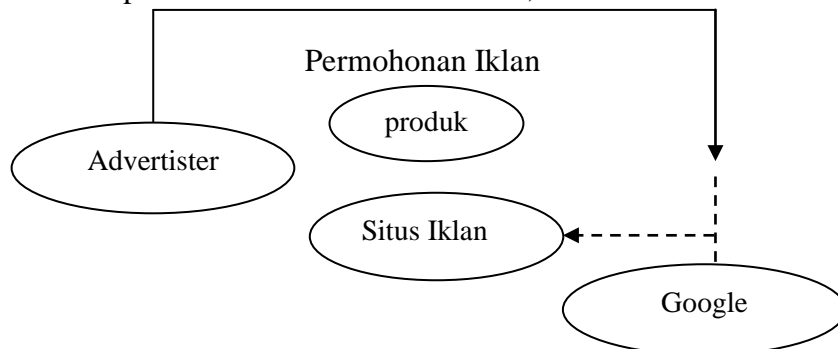 Permohonan Iklan
produk
Advertister
Situs Iklan
Google